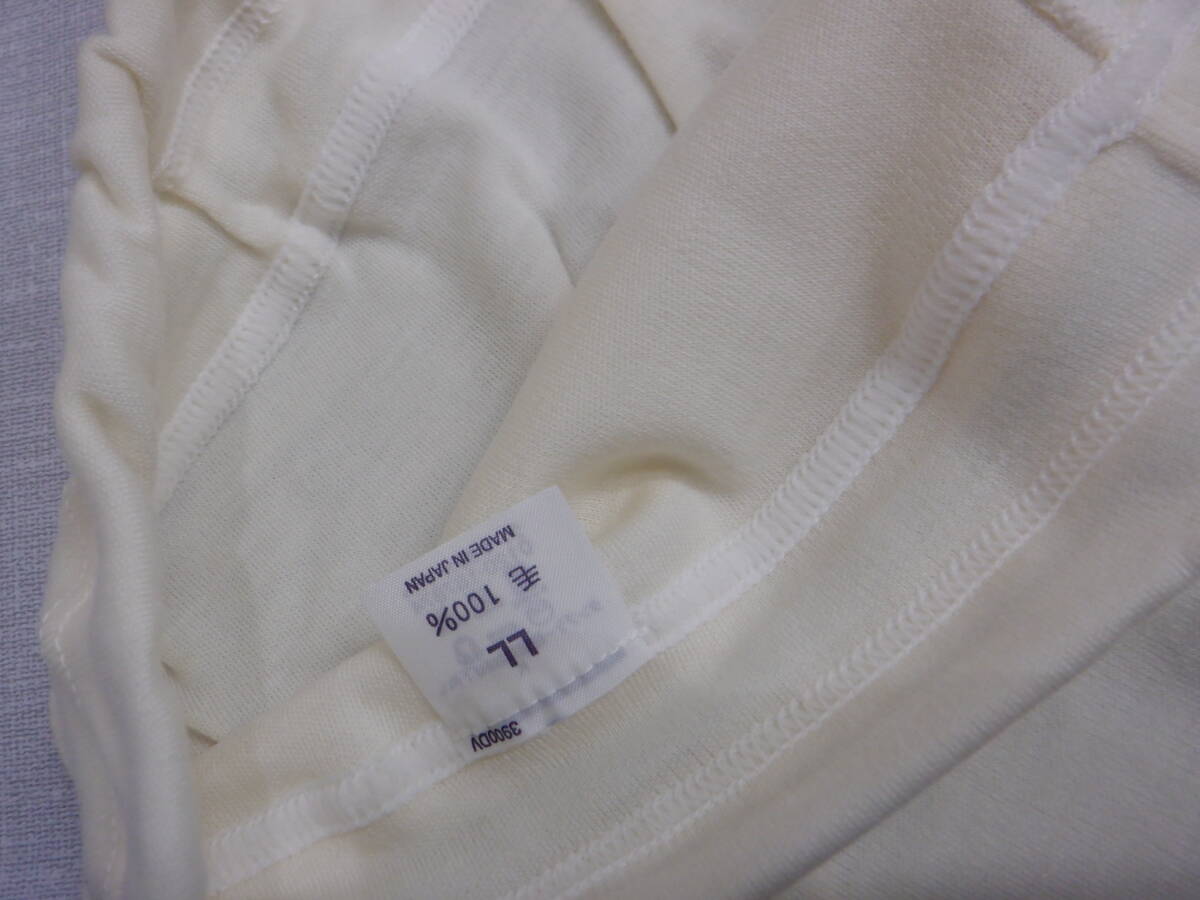 3900DV
LL
毛 100%
MADE IN JAPAN